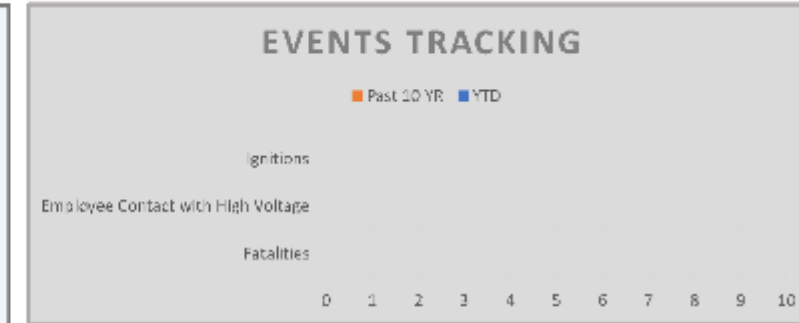 EVENTS TRACKING
Past 10 YR YTD
Ignitions
Employee Contact with High Voltage
Fatalities
0 1 2 3 4 5 6 7 8 9 10